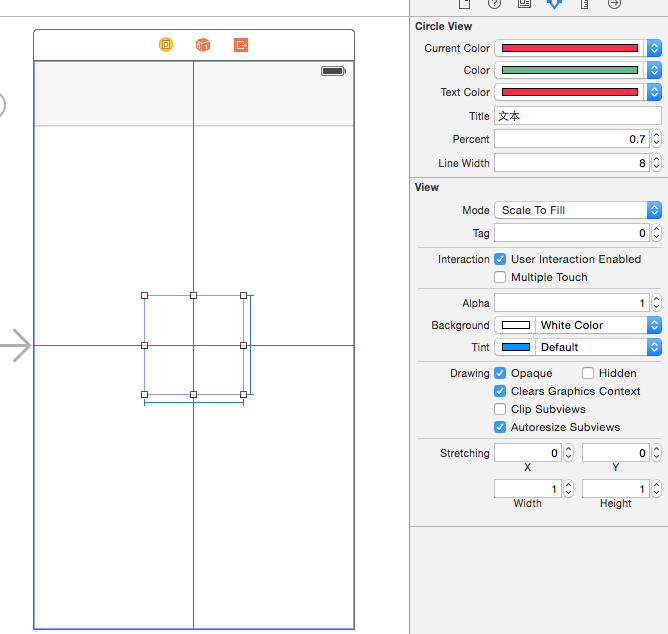 Circle View
Current Color
Color
Text Color
Title 文本
Percent 0.7
Line Width 8
View
Mode Scale To Fill
Tag 0
Interaction User Interaction Enabled
Multiple Touch
Alpha 1
Background White Color
Tint Default
Drawing Opaque Hidden
Clears Graphics Context
Clip Subviews
Autoresize Subviews
Stretching 0 0
X Y
1 1
Width Height